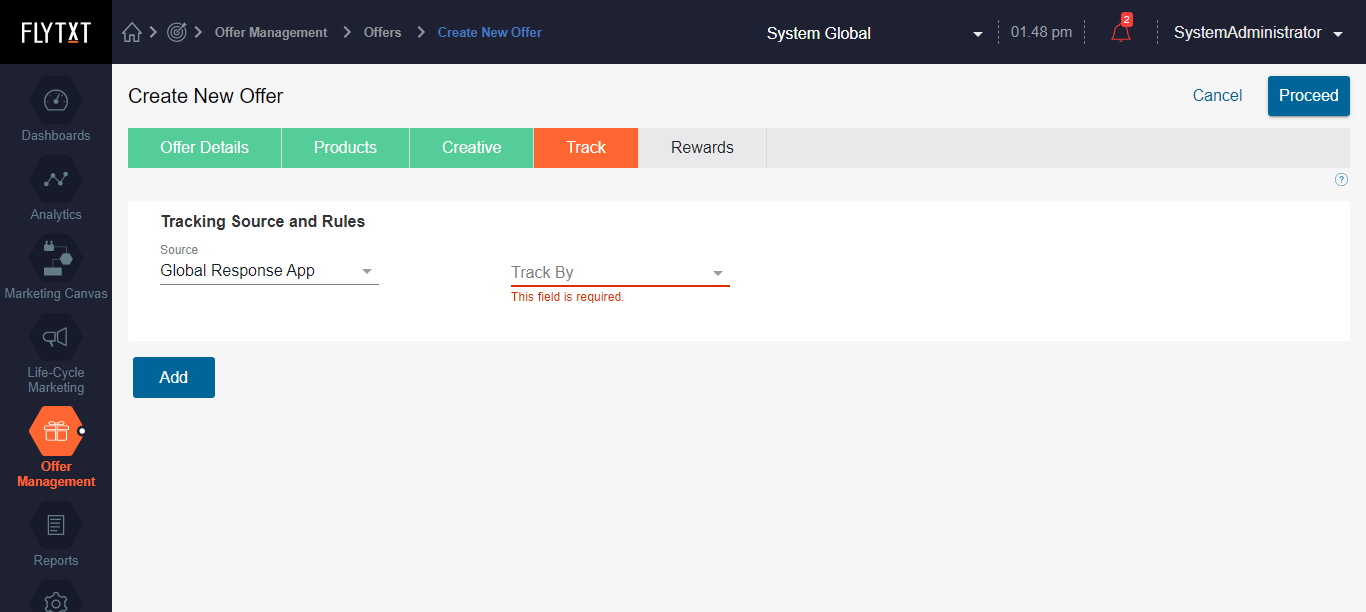 FLYTXT
Offer Management
Offers
Create New Offer
System Global
01.48 pm
2
SystemAdministrator
Dashboards
Analytics
Marketing Canvas
Life-Cycle
Marketing
Offer
Management
Reports
Create New Offer
Cancel
Proceed
Offer Details
Products
Creative
Track
Rewards
?
Tracking Source and Rules
Source
Global Response App
Track By
This field is required.
Add